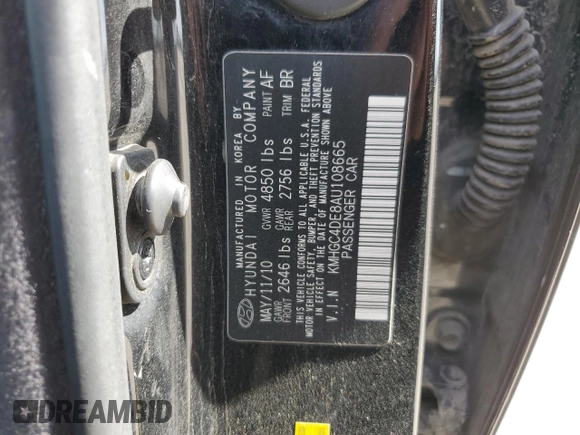 MANUFACTURED IN KOREA BY
HYUNDAI MOTOR COMPANY
MAY/11/10 GVWR 4850 lbs PAINT AF
GAWR FRONT 2646 lbs GAWR REAR 2756 lbs TRIM BR
THIS VEHICLE CONFORMS TO ALL APPLICABLE U.S.A. FEDERAL
MOTOR VEHICLE SAFETY, BUMPER, AND THEFT PREVENTION STANDARDS
IN EFFECT ON THE DATE OF MANUFACTURE SHOWN ABOVE
V.I.N KMHGC4DE8AU108665
PASSENGER CAR
DREAMBID